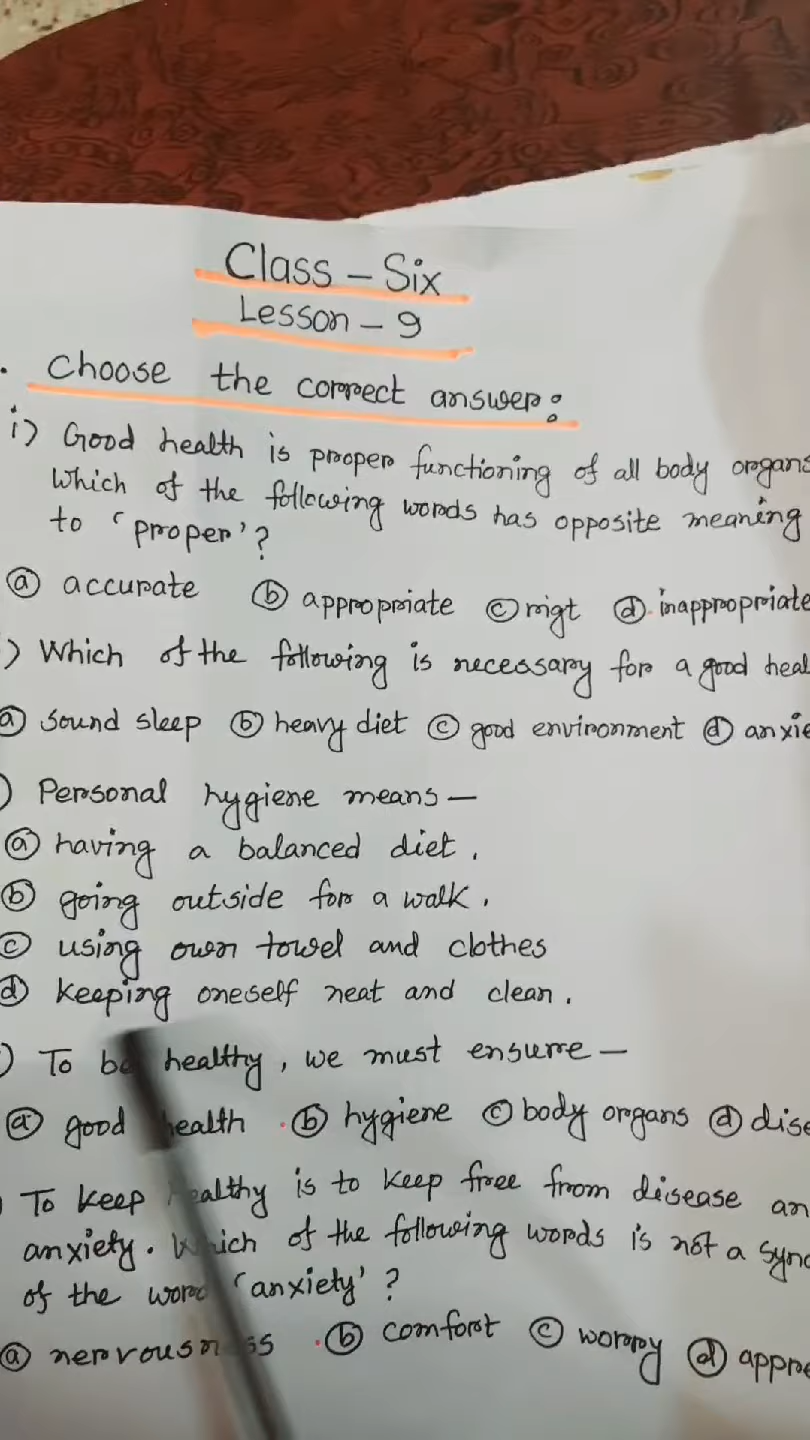 Class – Six
Lesson – 9
. Choose the correct answer:
i) Good health is proper functioning of all body organs
Which of the following words has opposite meaning
to 'proper'?
ⓐ accurate ⓑ appropriate ⓒ rigt ⓓ inappropriate
) Which of the following is necessary for a good heal
ⓐ sound sleep ⓑ heavy diet ⓒ good environment ⓓ anxie
) Personal hygiene means —
ⓐ having a balanced diet.
ⓑ going outside for a walk.
ⓒ using own towel and clothes
ⓓ keeping oneself neat and clean.
) To be healthy, we must ensure —
ⓐ good health ⓑ hygiene ⓒ body organs ⓓ dise
) To keep healthy is to keep free from disease an
anxiety. Which of the following words is not a syno
of the word 'anxiety'?
ⓐ nervousness ⓑ comfort ⓒ worry ⓓ appre